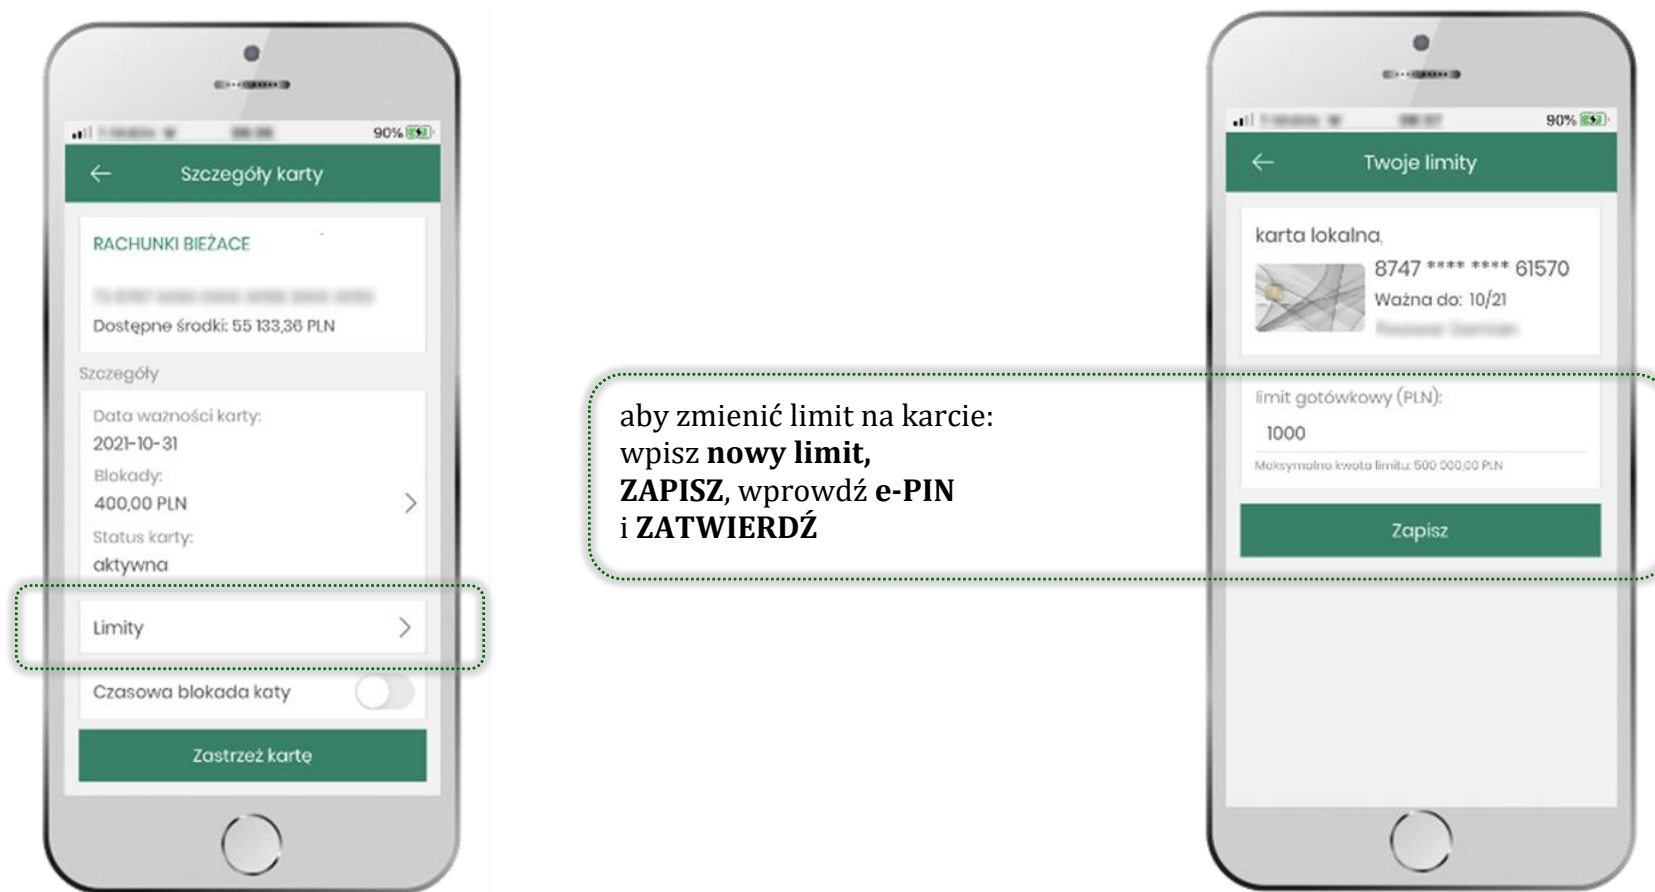 90%
Szczegóły karty
RACHUNKI BIEŻACE
Dostępne środki: 55 133,36 PLN
Szczegóły
Data ważności karty:
2021-10-31
Blokady:
400,00 PLN
Status karty:
aktywna
Limity
Czasowa blokada katy
Zastrzeż kartę
aby zmienić limit na karcie:
wpisz nowy limit,
ZAPISZ, wprowdź e-PIN
i ZATWIERDŹ
90%
Twoje limity
karta lokalna,
8747 **** **** 61570
Ważna do: 10/21
limit gotówkowy (PLN):
1000
Maksymalna kwota limitu: 500 000,00 PLN
Zapisz